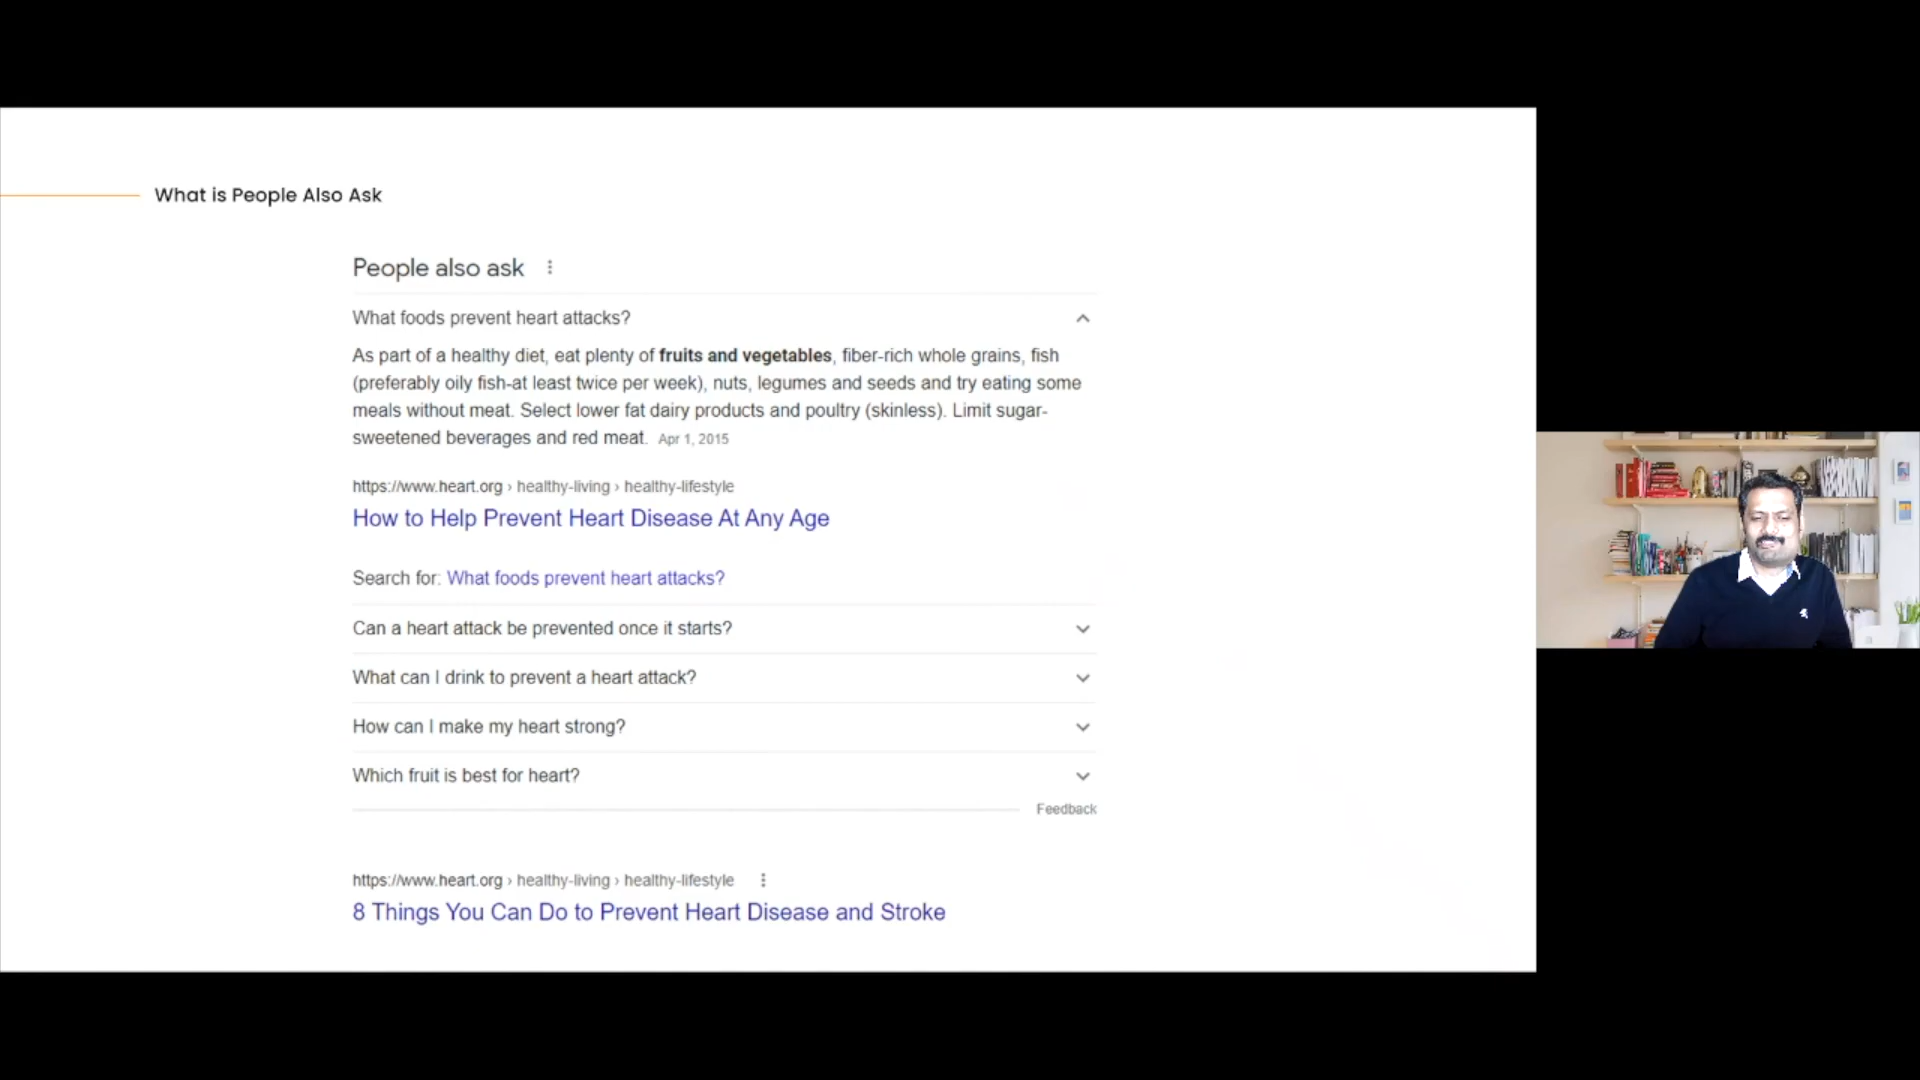 What is People Also Ask
People also ask
What foods prevent heart attacks?
As part of a healthy diet, eat plenty of fruits and vegetables, fiber-rich whole grains, fish
(preferably oily fish-at least twice per week), nuts, legumes and seeds and try eating some
meals without meat. Select lower fat dairy products and poultry (skinless). Limit sugar-
sweetened beverages and red meat. Apr 1, 2015
https://www.heart.org › healthy-living › healthy-lifestyle
How to Help Prevent Heart Disease At Any Age
Search for: What foods prevent heart attacks?
Can a heart attack be prevented once it starts?
What can I drink to prevent a heart attack?
How can I make my heart strong?
Which fruit is best for heart?
Feedback
https://www.heart.org › healthy-living › healthy-lifestyle
8 Things You Can Do to Prevent Heart Disease and Stroke